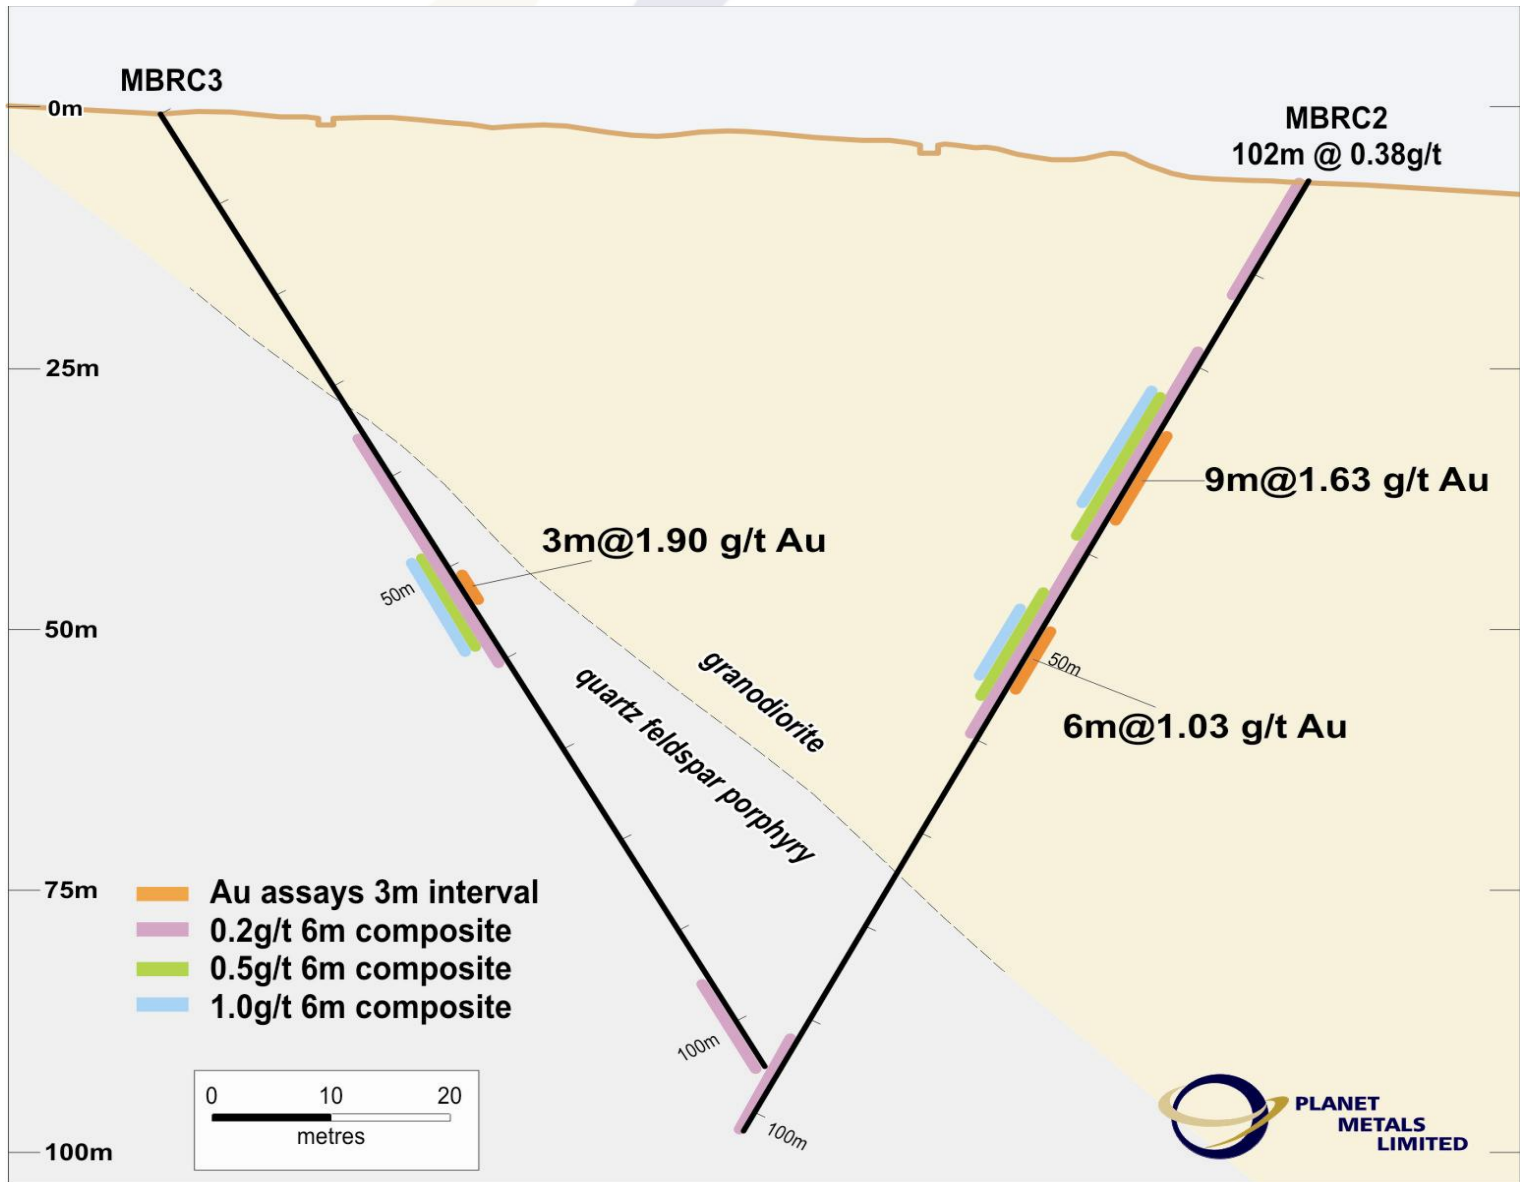 MBRC3
0m
MBRC2
102m @ 0.38g/t
25m
9m@1.63 g/t Au
3m@1.90 g/t Au
50m
50m
50m
6m@1.03 g/t Au
granodiorite
quartz feldspar porphyry
75m
Au assays 3m interval
0.2g/t 6m composite
0.5g/t 6m composite
1.0g/t 6m composite
100m
100m
0 10 20
metres
100m
PLANET
METALS
LIMITED